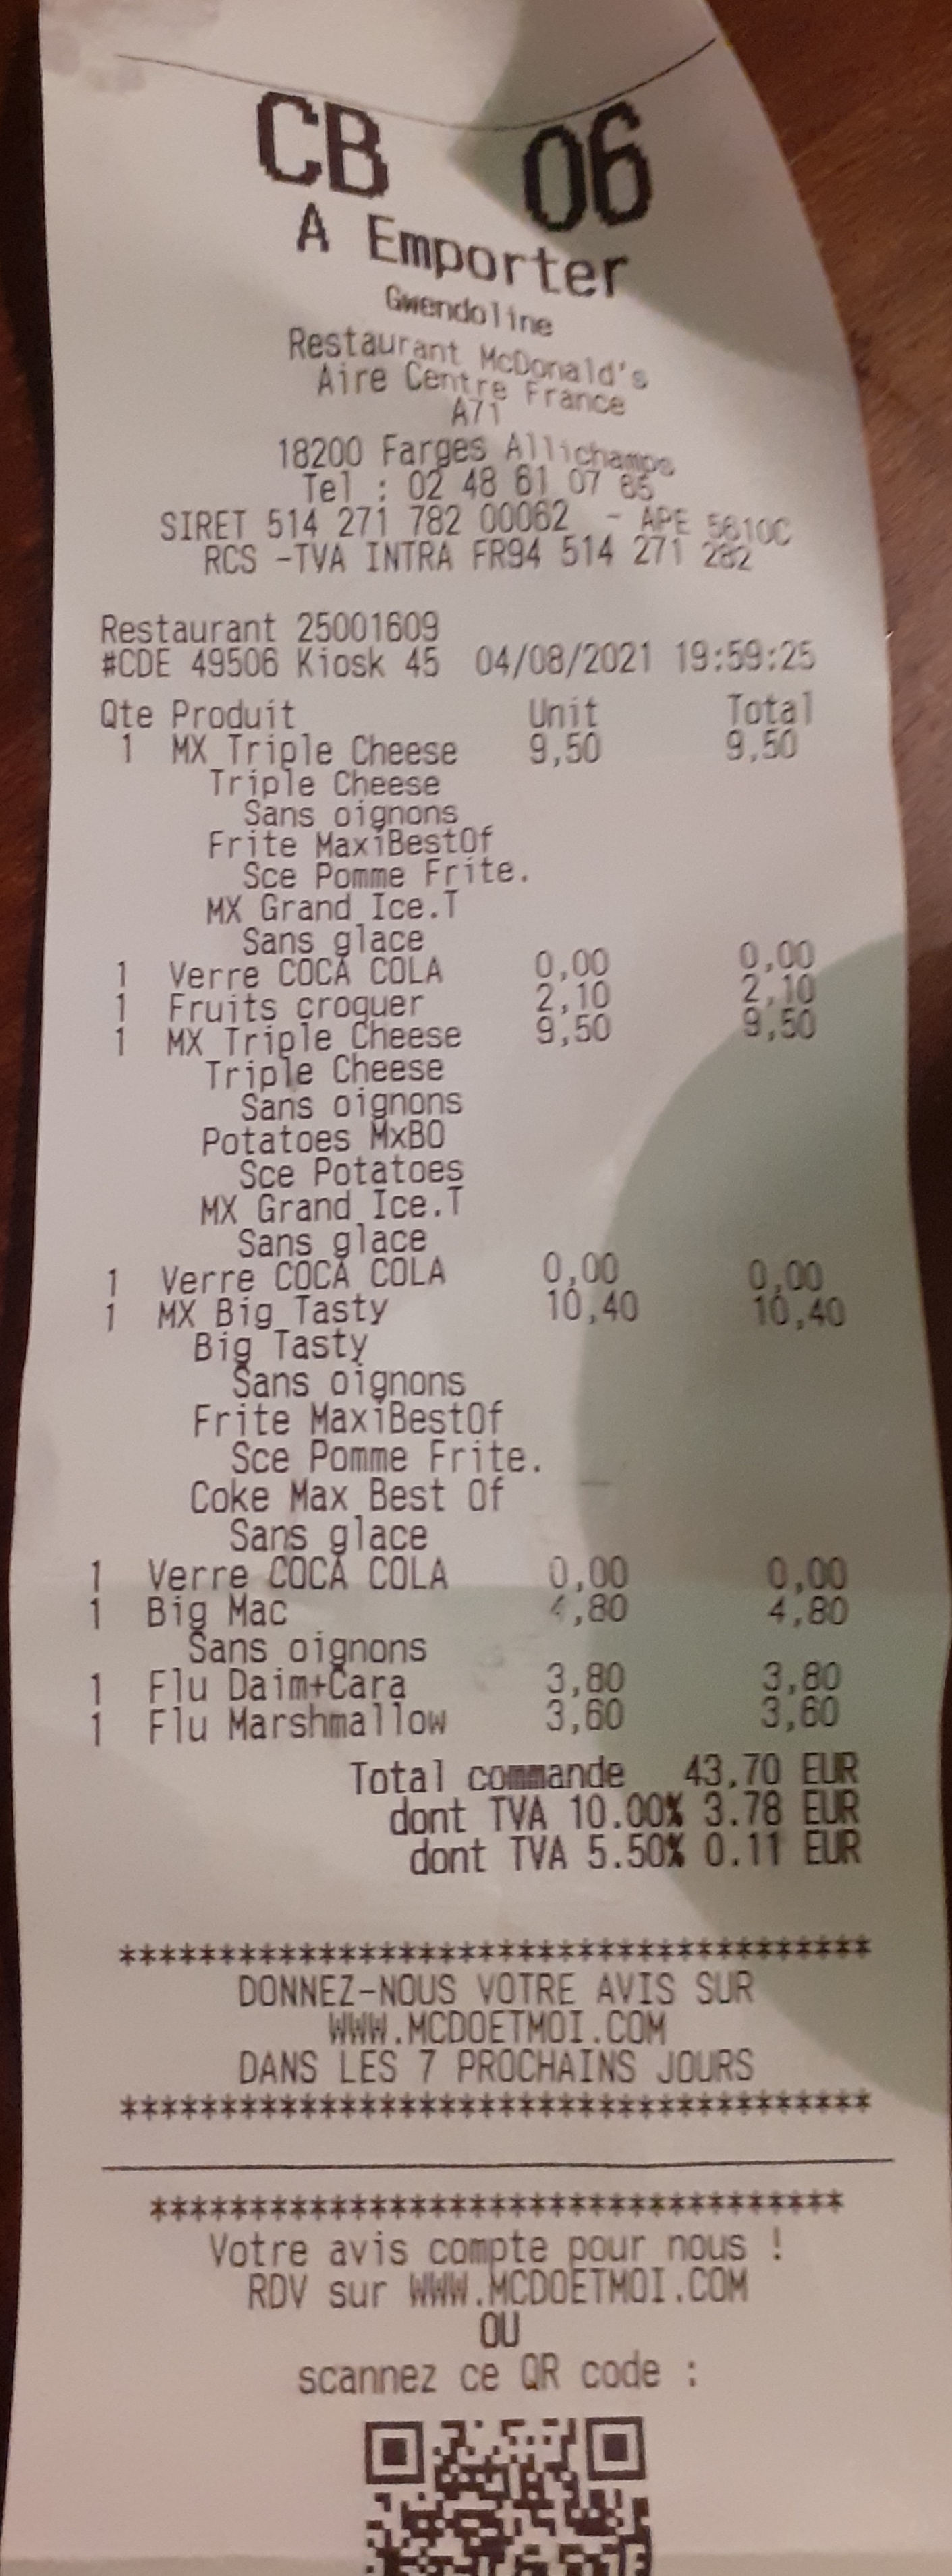 CB 06
A Emporter
Gwendoline
Restaurant McDonald's
Aire Centre France
A71
18200 Farges Allichamps
Tel : 02 48 61 07 65
SIRET 514 271 782 00062 - APE 5610C
RCS -TVA INTRA FR94 514 271 282
Restaurant 25001609
#CDE 49506 Kiosk 45 04/08/2021 19:59:25
Qte Produit Unit Total
1 MX Triple Cheese 9,50 9,50
Triple Cheese
Sans oignons
Frite MaxiBestOf
Sce Pomme Frite.
MX Grand Ice.T
Sans glace
1 Verre COCA COLA 0,00 0,00
1 Fruits croquer 2,10 2,10
1 MX Triple Cheese 9,50 9,50
Triple Cheese
Sans oignons
Potatoes MxBO
Sce Potatoes
MX Grand Ice.T
Sans glace
1 Verre COCA COLA 0,00 0,00
1 MX Big Tasty 10,40 10,40
Big Tasty
Sans oignons
Frite MaxiBestOf
Sce Pomme Frite.
Coke Max Best Of
Sans glace
1 Verre COCA COLA 0,00 0,00
1 Big Mac 4,80 4,80
Sans oignons
1 Flu Daim+Cara 3,80 3,80
1 Flu Marshmallow 3,60 3,60
Total commande 43.70 EUR
dont TVA 10.00% 3.78 EUR
dont TVA 5.50% 0.11 EUR
**************************************
DONNEZ-NOUS VOTRE AVIS SUR
WWW.MCDOETMOI.COM
DANS LES 7 PROCHAINS JOURS
**************************************
***********************************
Votre avis compte pour nous !
RDV sur WWW.MCDOETMOI.COM
OU
scannez ce QR code :